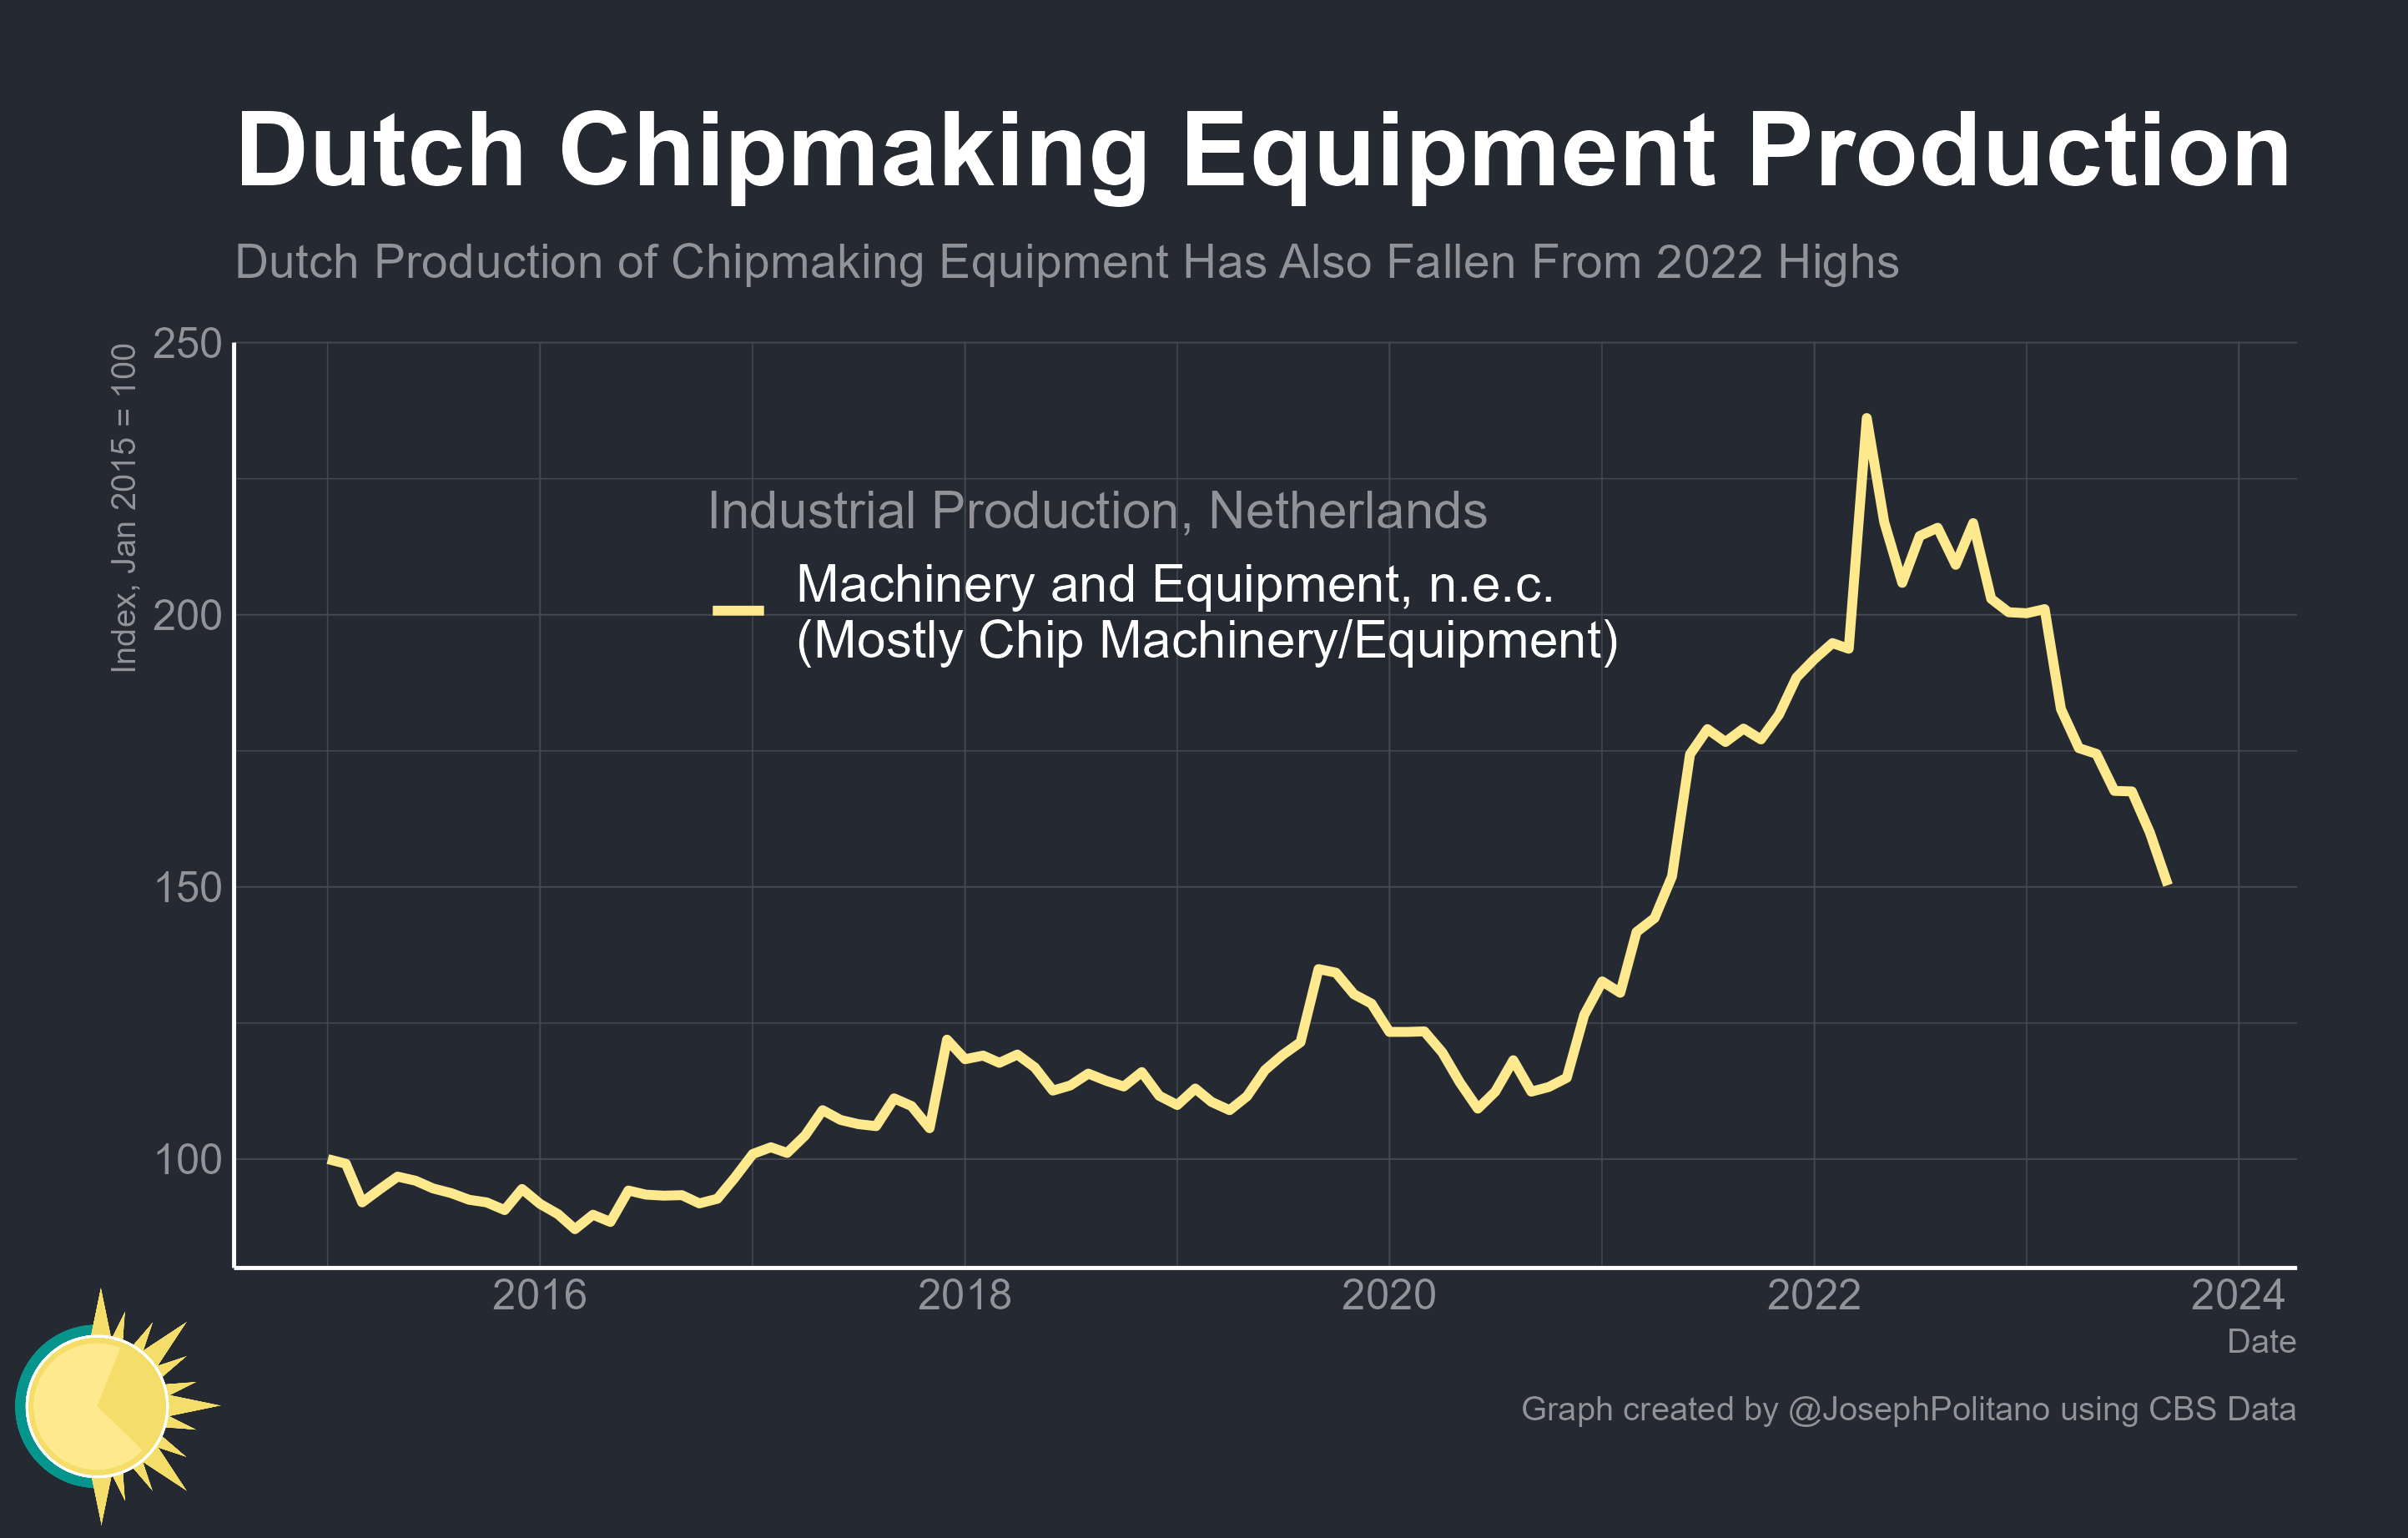 Dutch Chipmaking Equipment Production
Dutch Production of Chipmaking Equipment Has Also Fallen From 2022 Highs
Index, Jan 2015 = 100
250
200
150
100
Industrial Production, Netherlands
Machinery and Equipment, n.e.c.
(Mostly Chip Machinery/Equipment)
2016
2018
2020
2022
2024
Date
Graph created by @JosephPolitano using CBS Data